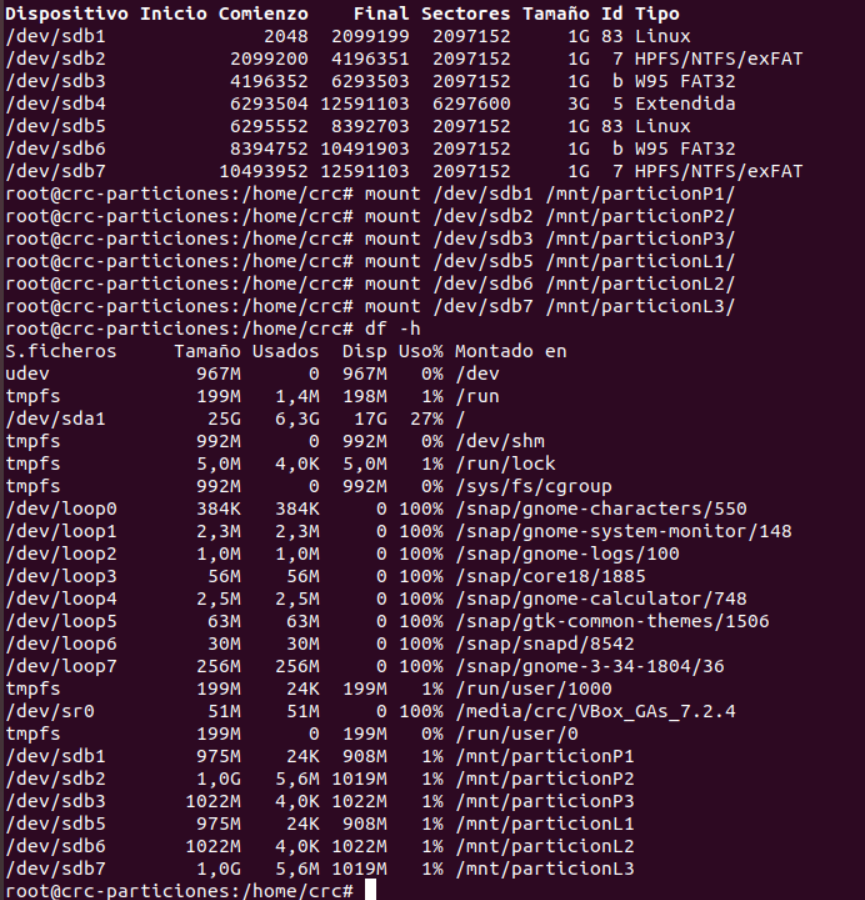 Dispositivo Inicio Comienzo    Final Sectores Tamaño Id Tipo
/dev/sdb1              2048  2099199  2097152     1G 83 Linux
/dev/sdb2           2099200  4196351  2097152     1G  7 HPFS/NTFS/exFAT
/dev/sdb3           4196352  6293503  2097152     1G  b W95 FAT32
/dev/sdb4           6293504 12591103  6297600     3G  5 Extendida
/dev/sdb5           6295552  8392703  2097152     1G 83 Linux
/dev/sdb6           8394752 10491903  2097152     1G  b W95 FAT32
/dev/sdb7          10493952 12591103  2097152     1G  7 HPFS/NTFS/exFAT
root@crc-particiones:/home/crc# mount /dev/sdb1 /mnt/particionP1/
root@crc-particiones:/home/crc# mount /dev/sdb2 /mnt/particionP2/
root@crc-particiones:/home/crc# mount /dev/sdb3 /mnt/particionP3/
root@crc-particiones:/home/crc# mount /dev/sdb5 /mnt/particionL1/
root@crc-particiones:/home/crc# mount /dev/sdb6 /mnt/particionL2/
root@crc-particiones:/home/crc# mount /dev/sdb7 /mnt/particionL3/
root@crc-particiones:/home/crc# df -h
S.ficheros     Tamaño Usados  Disp Uso% Montado en
udev             967M      0  967M   0% /dev
tmpfs            199M   1,4M  198M   1% /run
/dev/sda1         25G   6,3G   17G  27% /
tmpfs            992M      0  992M   0% /dev/shm
tmpfs            5,0M   4,0K  5,0M   1% /run/lock
tmpfs            992M      0  992M   0% /sys/fs/cgroup
/dev/loop0       384K   384K     0 100% /snap/gnome-characters/550
/dev/loop1       2,3M   2,3M     0 100% /snap/gnome-system-monitor/148
/dev/loop2       1,0M   1,0M     0 100% /snap/gnome-logs/100
/dev/loop3        56M    56M     0 100% /snap/core18/1885
/dev/loop4       2,5M   2,5M     0 100% /snap/gnome-calculator/748
/dev/loop5        63M    63M     0 100% /snap/gtk-common-themes/1506
/dev/loop6        30M    30M     0 100% /snap/snapd/8542
/dev/loop7       256M   256M     0 100% /snap/gnome-3-34-1804/36
tmpfs            199M    24K  199M   1% /run/user/1000
/dev/sr0          51M    51M     0 100% /media/crc/VBox_GAs_7.2.4
tmpfs            199M      0  199M   0% /run/user/0
/dev/sdb1        975M    24K  908M   1% /mnt/particionP1
/dev/sdb2        1,0G   5,6M 1019M   1% /mnt/particionP2
/dev/sdb3       1022M   4,0K 1022M   1% /mnt/particionP3
/dev/sdb5        975M    24K  908M   1% /mnt/particionL1
/dev/sdb6       1022M   4,0K 1022M   1% /mnt/particionL2
/dev/sdb7        1,0G   5,6M 1019M   1% /mnt/particionL3
root@crc-particiones:/home/crc#